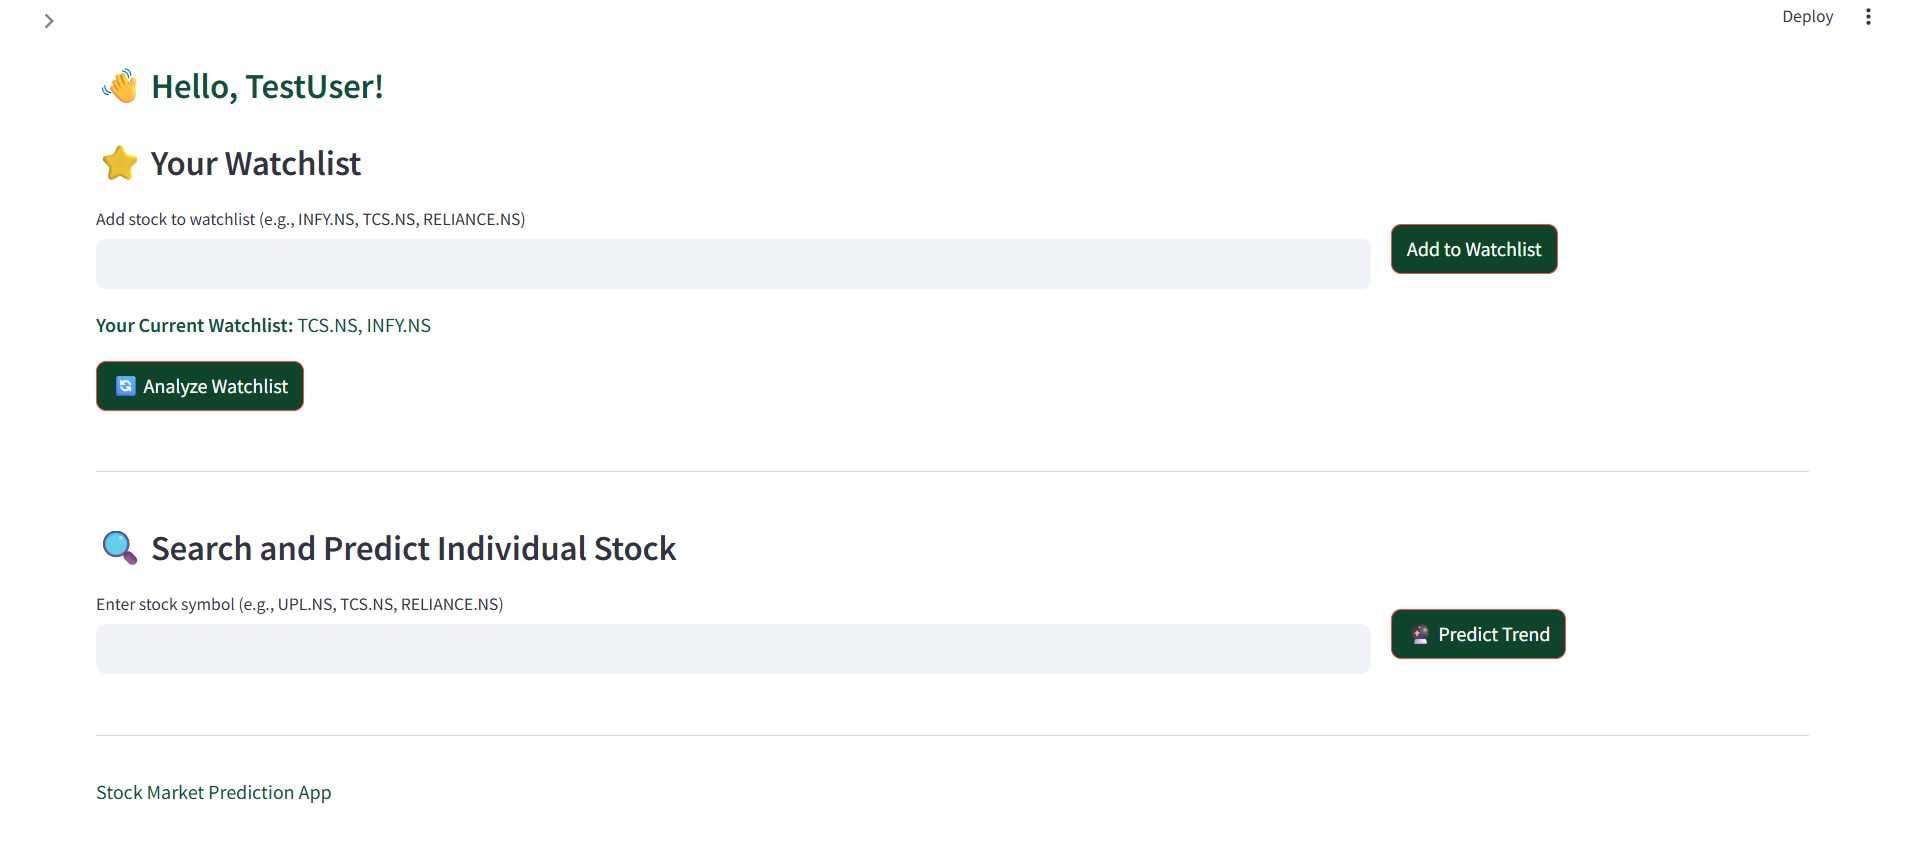 Deploy
Hello, TestUser!
Your Watchlist
Add stock to watchlist (e.g., INFY.NS, TCS.NS, RELIANCE.NS)
Add to Watchlist
Your Current Watchlist: TCS.NS, INFY.NS
Analyze Watchlist
Search and Predict Individual Stock
Enter stock symbol (e.g., UPL.NS, TCS.NS, RELIANCE.NS)
Predict Trend
Stock Market Prediction App